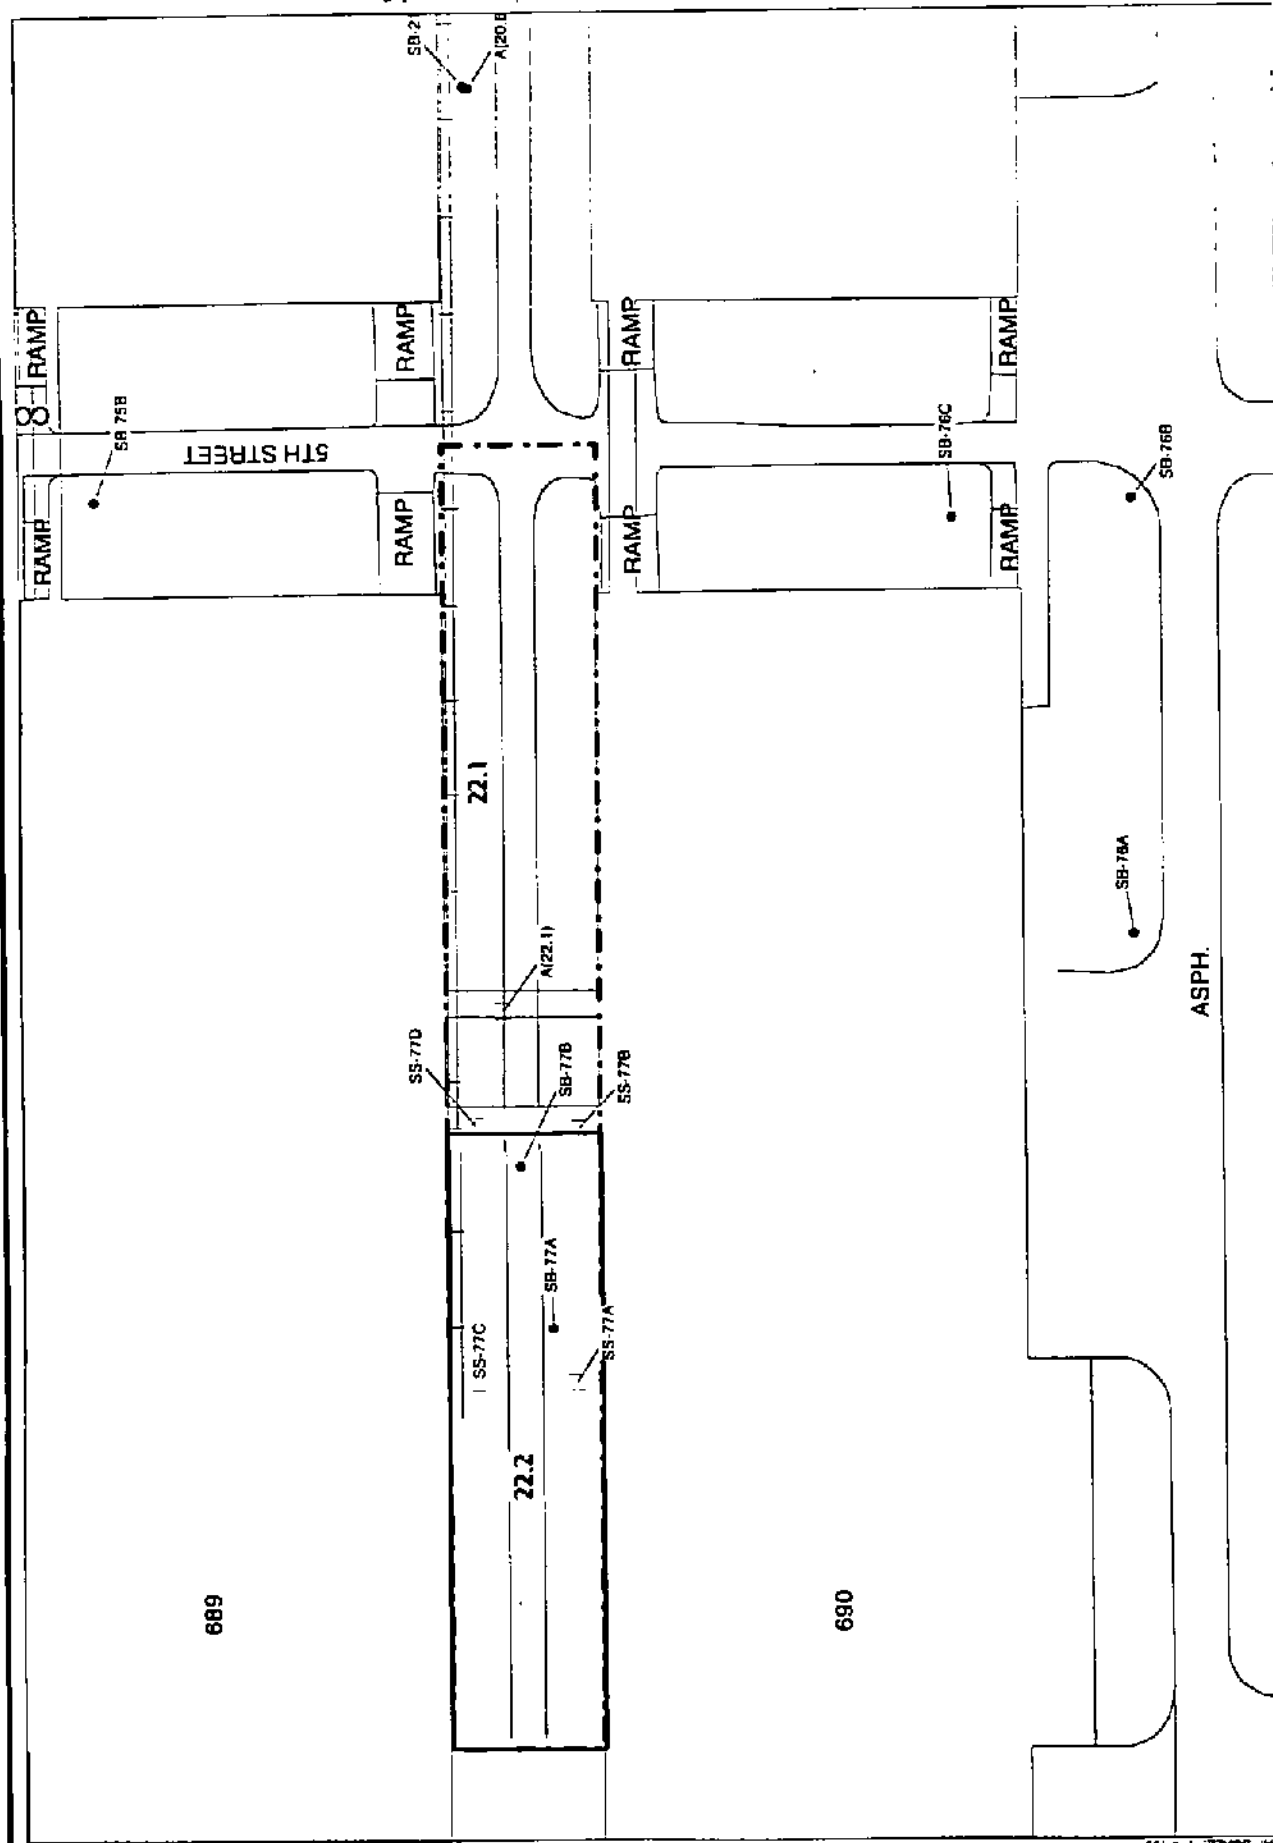 SB-21
A(20.
RAMP
8
SB-75B
RAMP
5TH STREET
RAMP
RAMP
RAMP
RAMP
SB-76C
RAMP
RAMP
SB-76B
22.1
A(22.1)
SB-76A
ASPH.
SS-77D
SB-77B
SS-77B
SS-77C
SB-77A
SS-77A
22.2
689
690